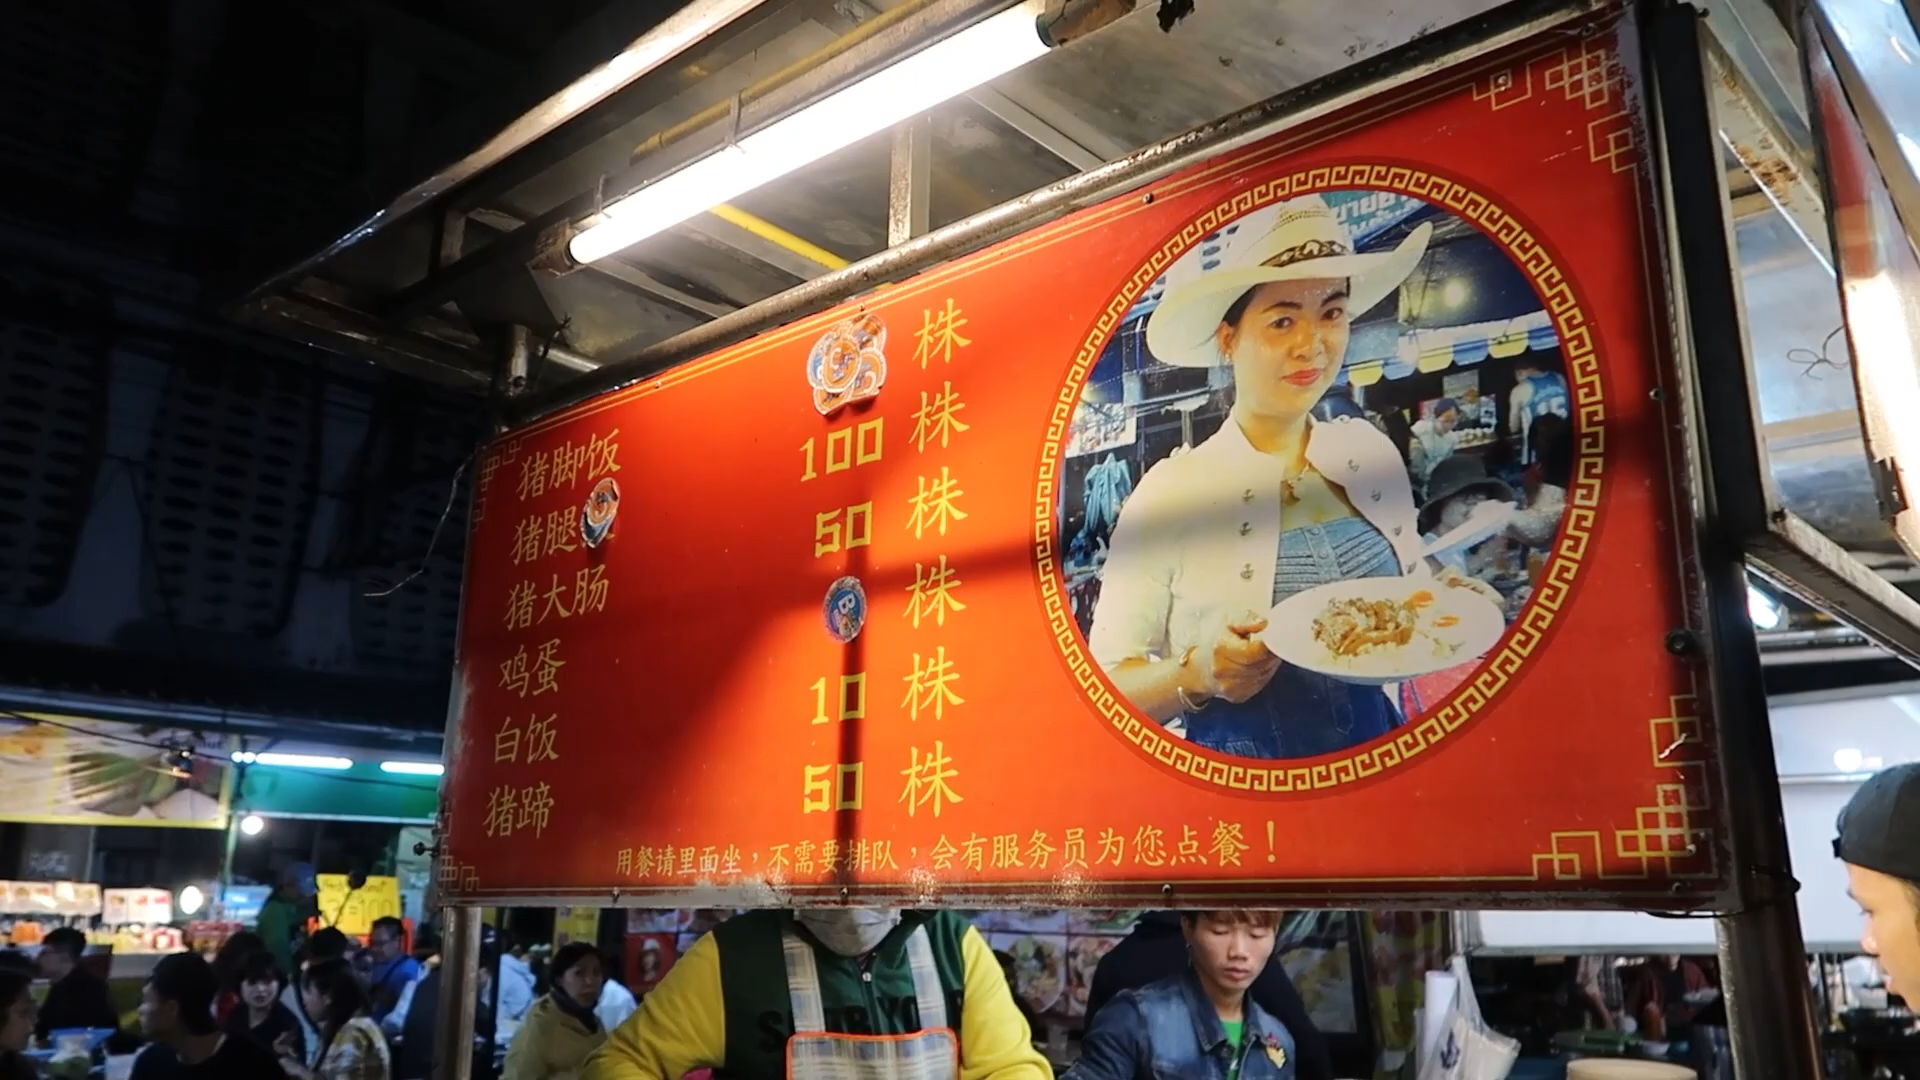 猪脚饭 株
猪腿 100 株
猪大肠 50 株
鸡蛋 株
白饭 10 株
猪蹄 50 株
用餐请里面坐，不需要排队，会有服务员为您点餐！